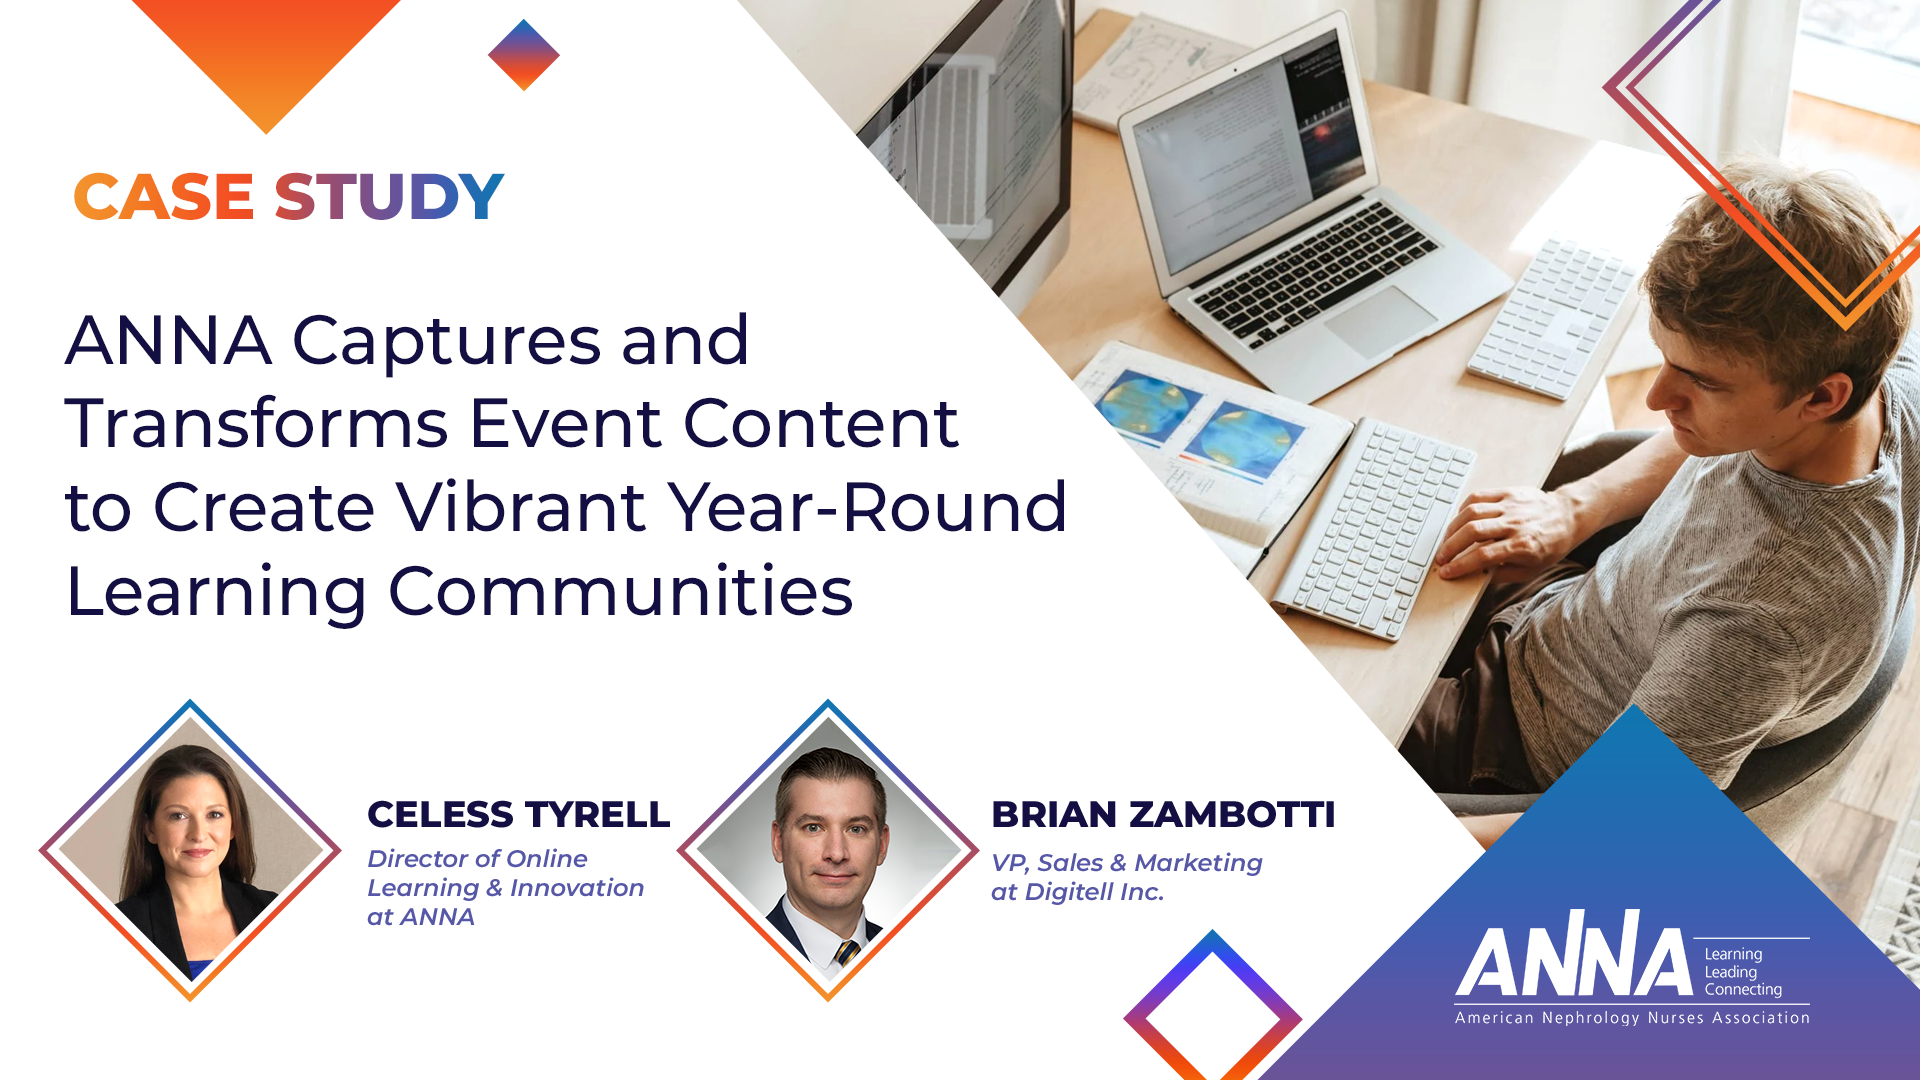 CASE STUDY
ANNA Captures and
Transforms Event Content
to Create Vibrant Year-Round
Learning Communities
CELESS TYRELL
Director of Online
Learning & Innovation
at ANNA
BRIAN ZAMBOTTI
VP, Sales & Marketing
at Digitell Inc.
ANNA
Learning
Leading
Connecting
American Nephrology Nurses Association